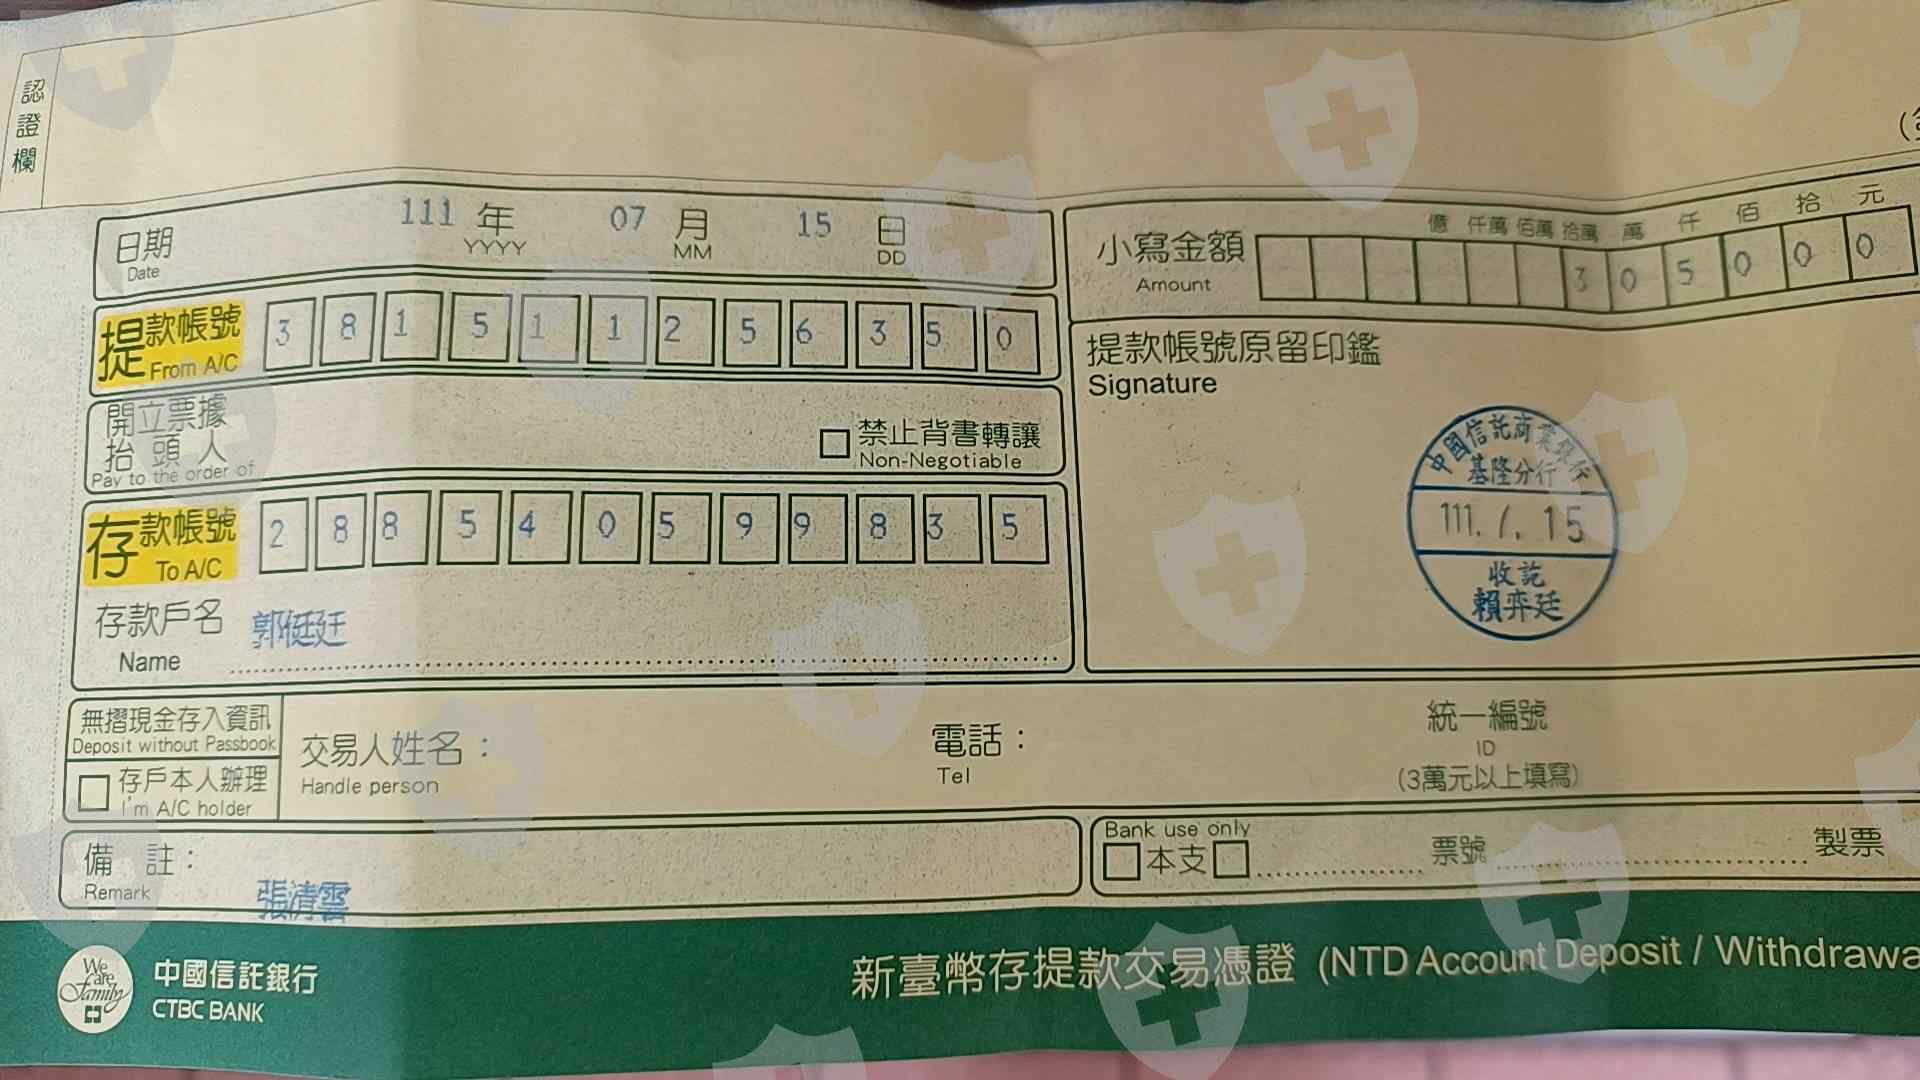 認證欄
日期 111 年 07 月 15 日
Date YYYY MM DD
小寫金額 億 仟萬 佰萬 拾萬 萬 仟 佰 拾 元
Amount 3 0 5 0 0 0
提款帳號 3 8 1 5 1 1 2 5 6 3 5 0
From A/C
提款帳號原留印鑑
Signature
開立票據
抬頭人
Pay to the order of
禁止背書轉讓
Non-Negotiable
中國信託商業銀行
基隆分行
111. /. 15
收訖
賴弈廷
存款帳號 2 8 8 5 4 0 5 9 9 8 3 5
To A/C
存款戶名 郭侹廷
Name
無摺現金存入資訊
Deposit without Passbook
存戶本人辦理
I'm A/C holder
交易人姓名：
Handle person
電話：
Tel
統一編號
ID
(3萬元以上填寫)
備註：
Remark
張清雲
Bank use only
本支 票號 製票
We are Family
中國信託銀行
CTBC BANK
新臺幣存提款交易憑證 (NTD Account Deposit / Withdrawa